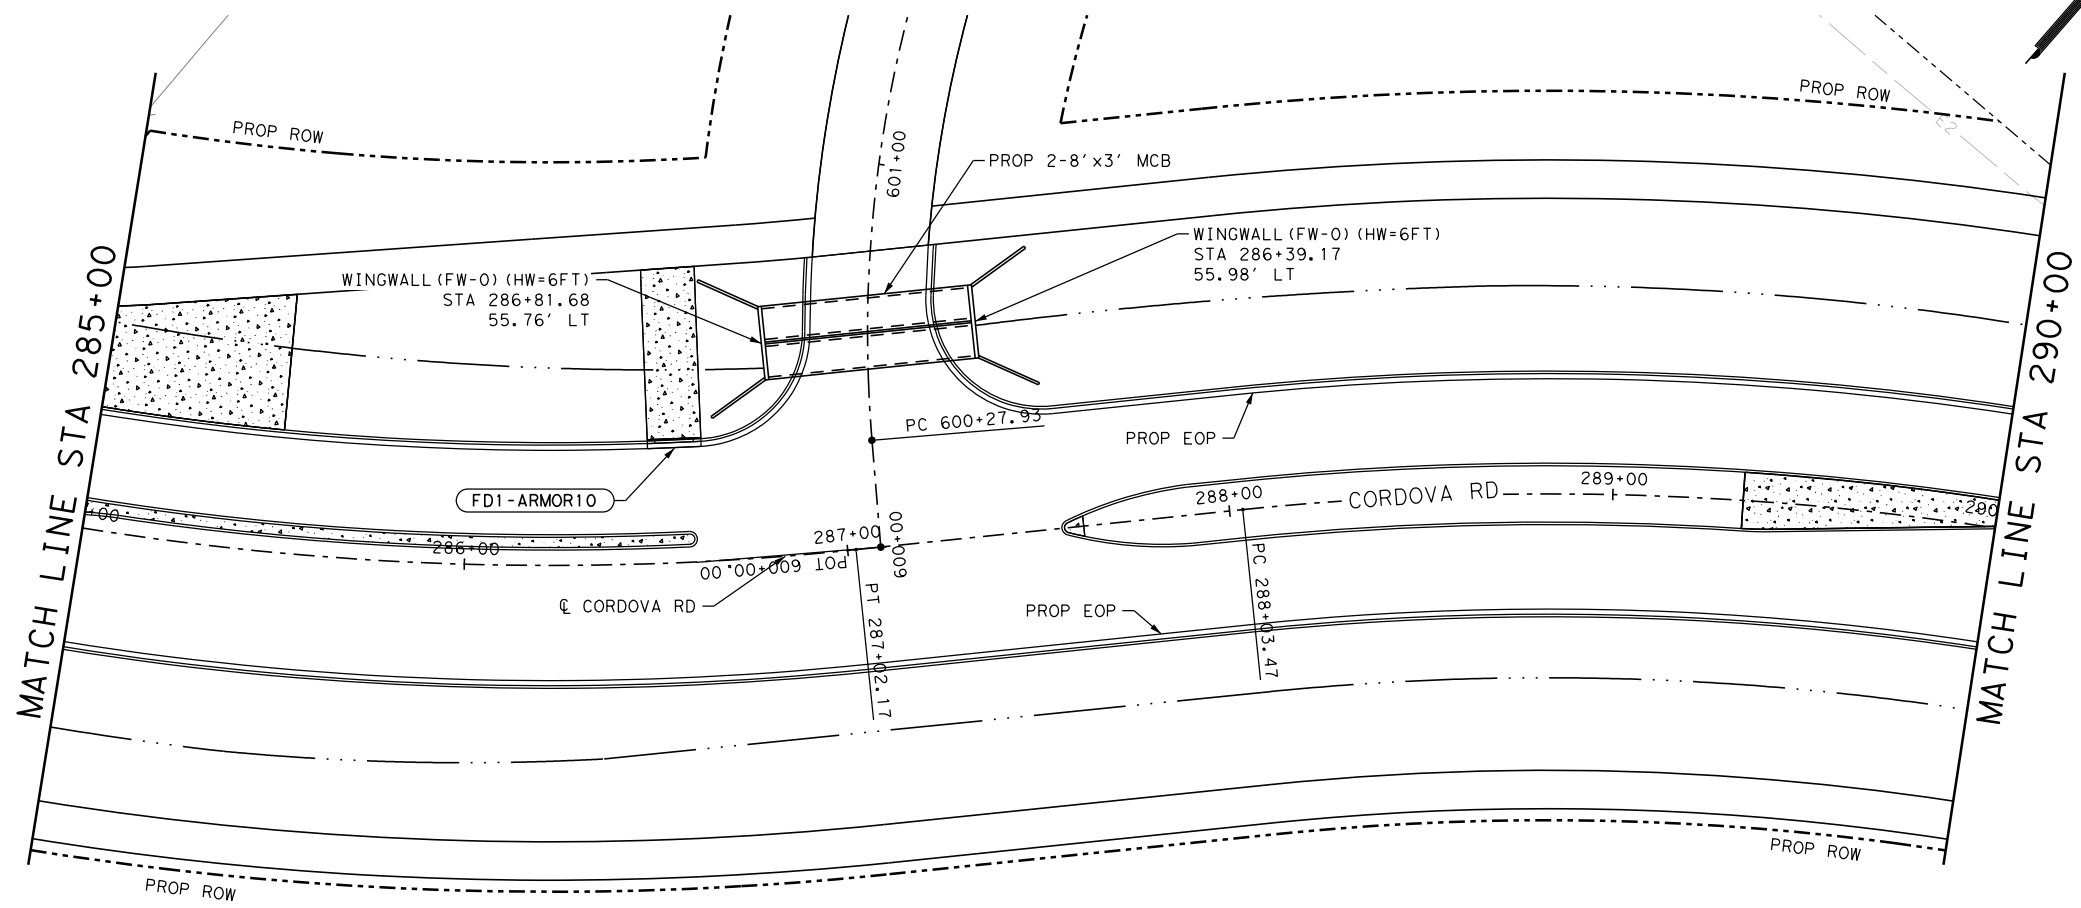 PROP ROW
PROP ROW
E2
601+00
PROP 2-8'x3' MCB
WINGWALL (FW-O) (HW=6FT)
STA 286+39.17
55.98' LT
WINGWALL (FW-O) (HW=6FT)
STA 286+81.68
55.76' LT
MATCH LINE STA 285+00
MATCH LINE STA 290+00
PC 600+27.93
PROP EOP
FD1-ARMOR10
+00
286+00
287+00
POT 600+00.00
600+00
288+00
CORDOVA RD
289+00
290
℄ CORDOVA RD
PROP EOP
PT 287+02.17
PC 288+03.47
PROP ROW
PROP ROW